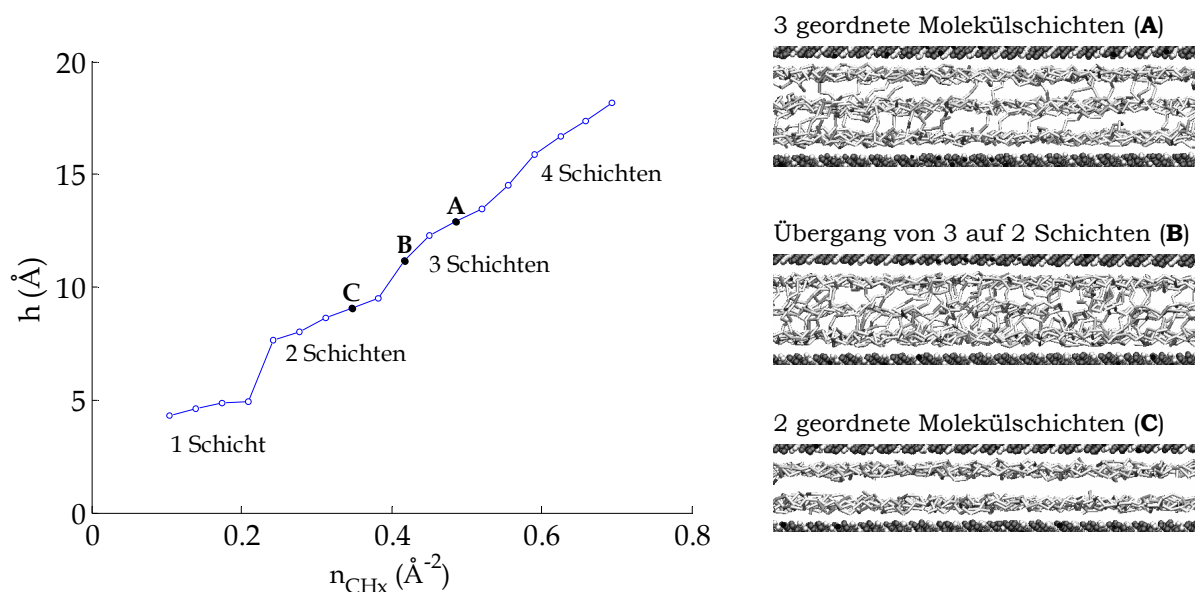 20
15
10
5
0
0
0.2
0.4
0.6
0.8
h (Å)
n_CHx (Å⁻²)
1 Schicht
2 Schichten
3 Schichten
4 Schichten
A
B
C
3 geordnete Molekülschichten (A)
Übergang von 3 auf 2 Schichten (B)
2 geordnete Molekülschichten (C)